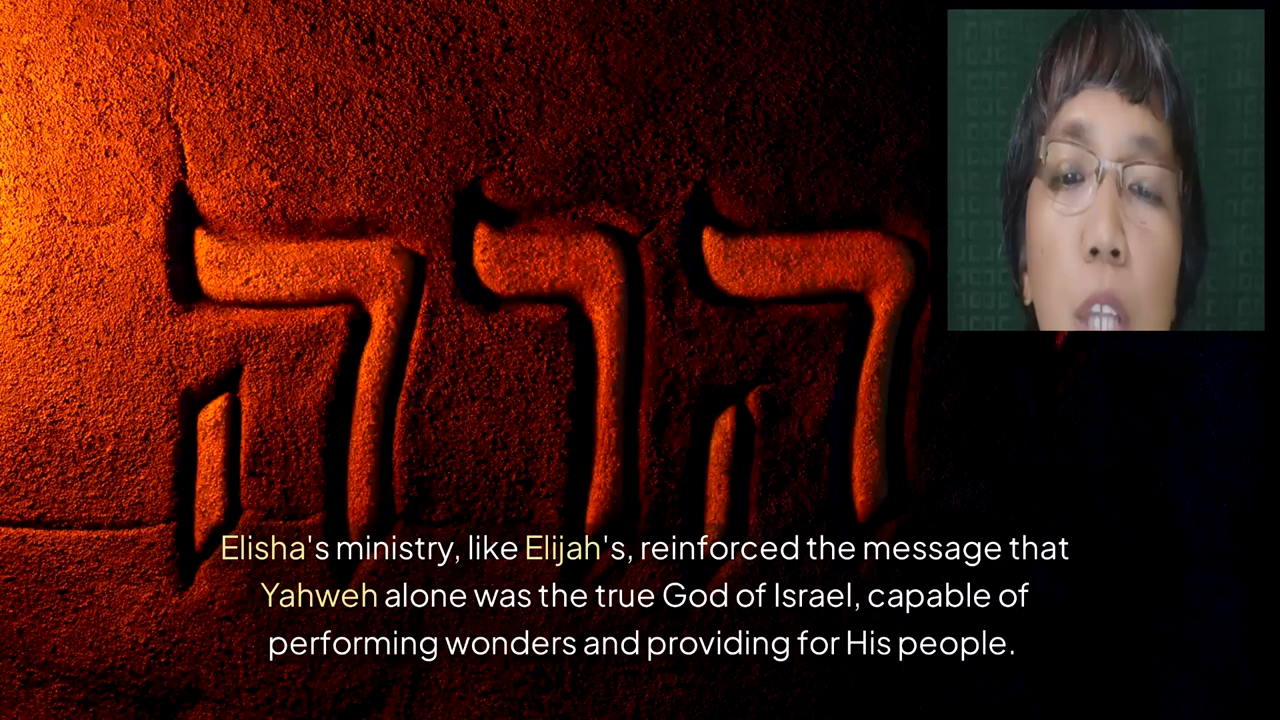 הוה
Elisha's ministry, like Elijah's, reinforced the message that
Yahweh alone was the true God of Israel, capable of
performing wonders and providing for His people.